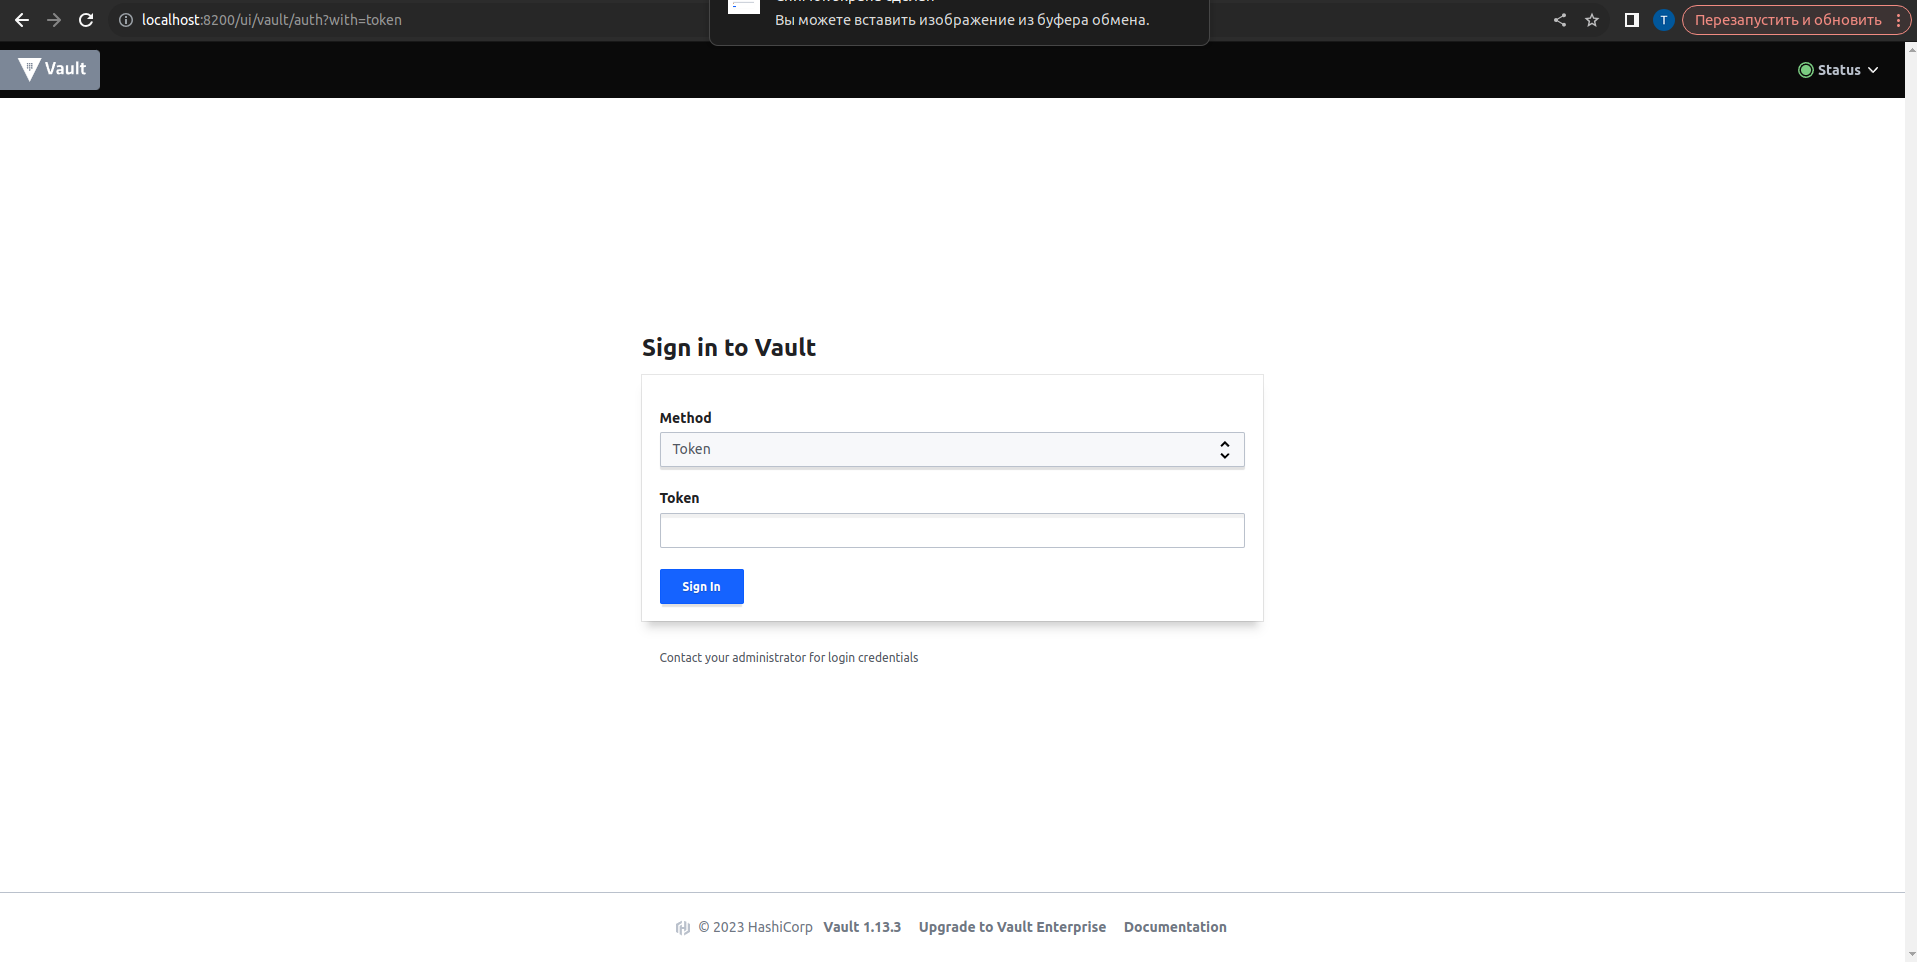 Вы можете вставить изображение из буфера обмена.
localhost:8200/ui/vault/auth?with=token
T
Перезапустить и обновить
Vault
Status
Sign in to Vault
Method
Token
Token
Sign In
Contact your administrator for login credentials
© 2023 HashiCorp Vault 1.13.3 Upgrade to Vault Enterprise Documentation